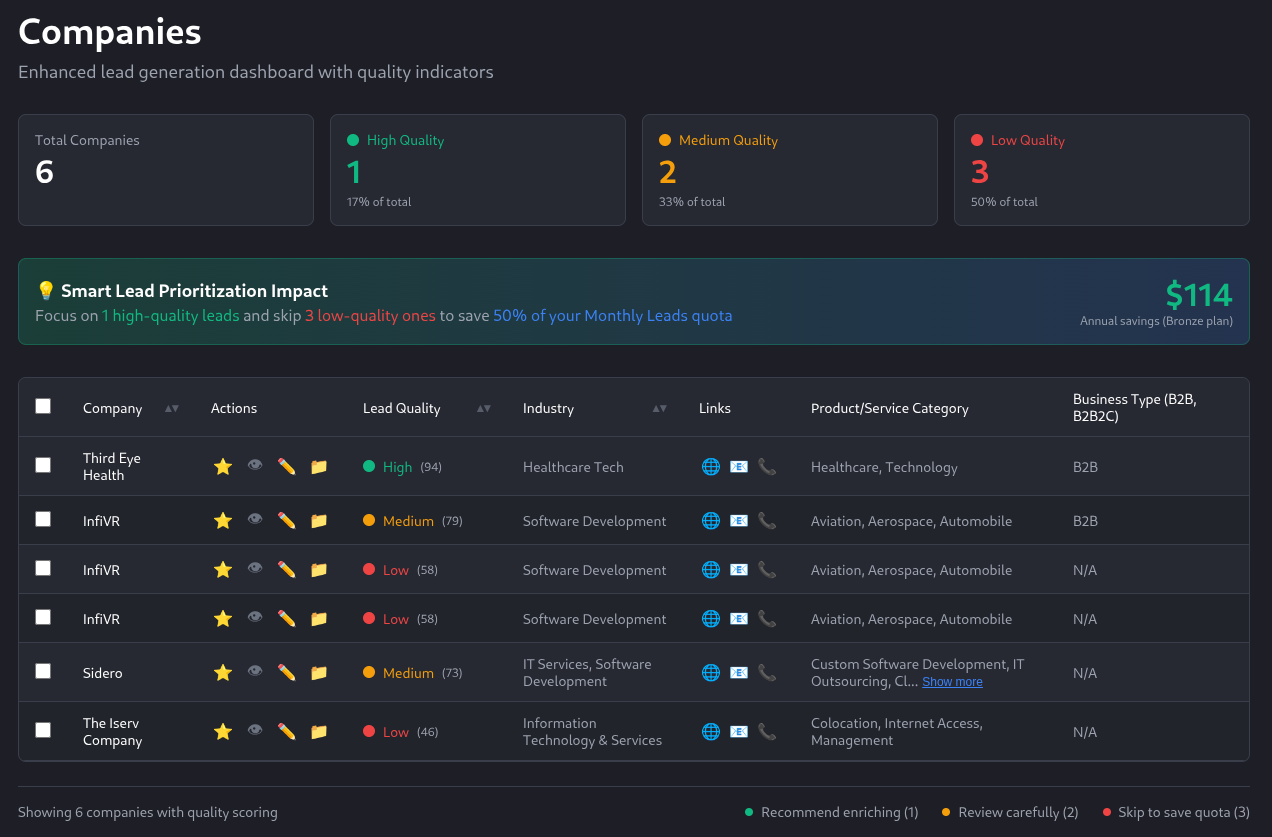 Companies
Enhanced lead generation dashboard with quality indicators
Total Companies
6
High Quality
1
17% of total
Medium Quality
2
33% of total
Low Quality
3
50% of total
💡 Smart Lead Prioritization Impact
Focus on 1 high-quality leads and skip 3 low-quality ones to save 50% of your Monthly Leads quota
$114
Annual savings (Bronze plan)
Company ▲▼ Actions Lead Quality ▲▼ Industry ▲▼ Links Product/Service Category Business Type (B2B,
B2B2C)
Third Eye
Health
High (94) Healthcare Tech Healthcare, Technology B2B
InfiVR Medium (79) Software Development Aviation, Aerospace, Automobile B2B
InfiVR Low (58) Software Development Aviation, Aerospace, Automobile N/A
InfiVR Low (58) Software Development Aviation, Aerospace, Automobile N/A
Sidero Medium (73) IT Services, Software
Development
Custom Software Development, IT
Outsourcing, Cl... Show more
N/A
The Iserv
Company
Low (46)
Information
Technology & Services
Colocation, Internet Access,
Management
N/A
Showing 6 companies with quality scoring
Recommend enriching (1) Review carefully (2) Skip to save quota (3)